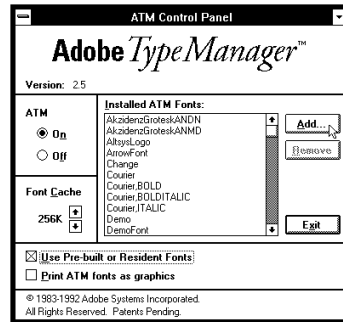 ATM Control Panel
Adobe Type Manager™
Version: 2.5
ATM
On
Off
Font Cache
256K
Installed ATM Fonts:
AkzidenzGroteskANDN
AkzidenzGroteskANMD
AltsysLogo
ArrowFont
Change
Courier
Courier,BOLD
Courier,BOLDITALIC
Courier,ITALIC
Demo
DemoFont
Add...
Remove
Exit
Use Pre-built or Resident Fonts
Print ATM fonts as graphics
© 1983-1992 Adobe Systems Incorporated.
All Rights Reserved. Patents Pending.